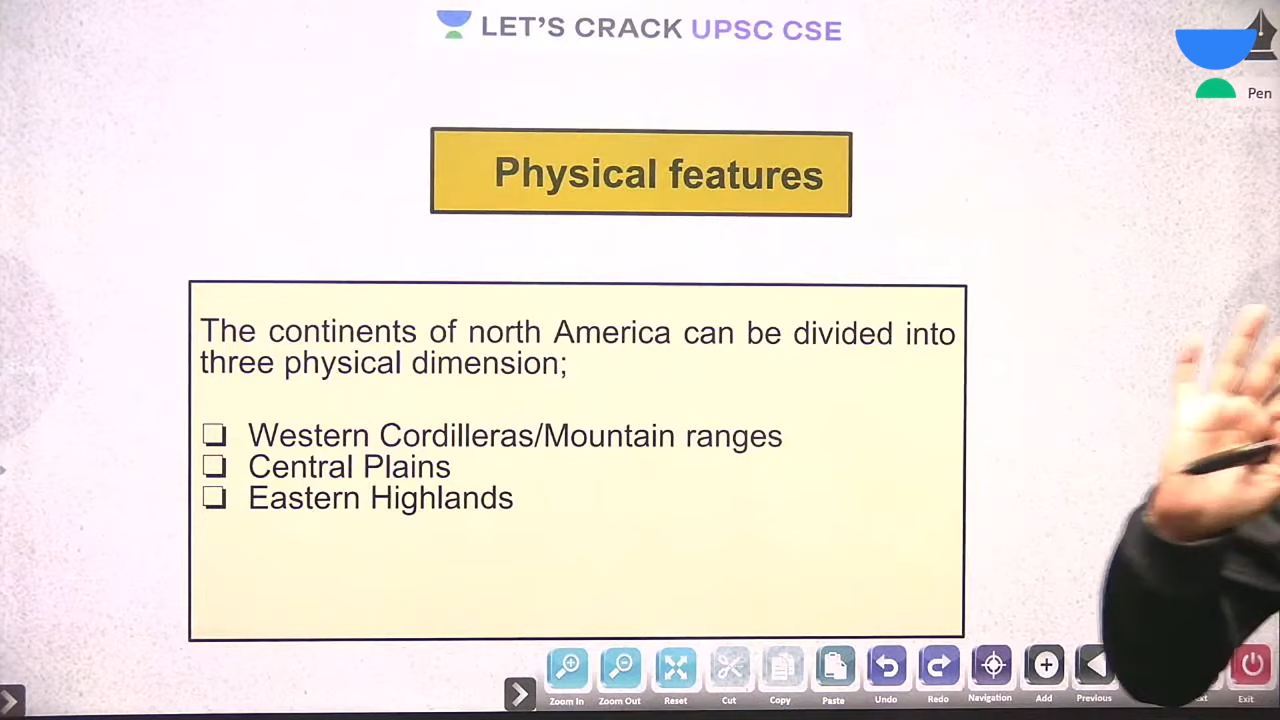 LET'S CRACK UPSC CSE
Pen
Physical features
The continents of north America can be divided into
three physical dimension;
❏ Western Cordilleras/Mountain ranges
❏ Central Plains
❏ Eastern Highlands
Zoom In Zoom Out Reset Cut Copy Paste Undo Redo Navigation Add Previous Exit